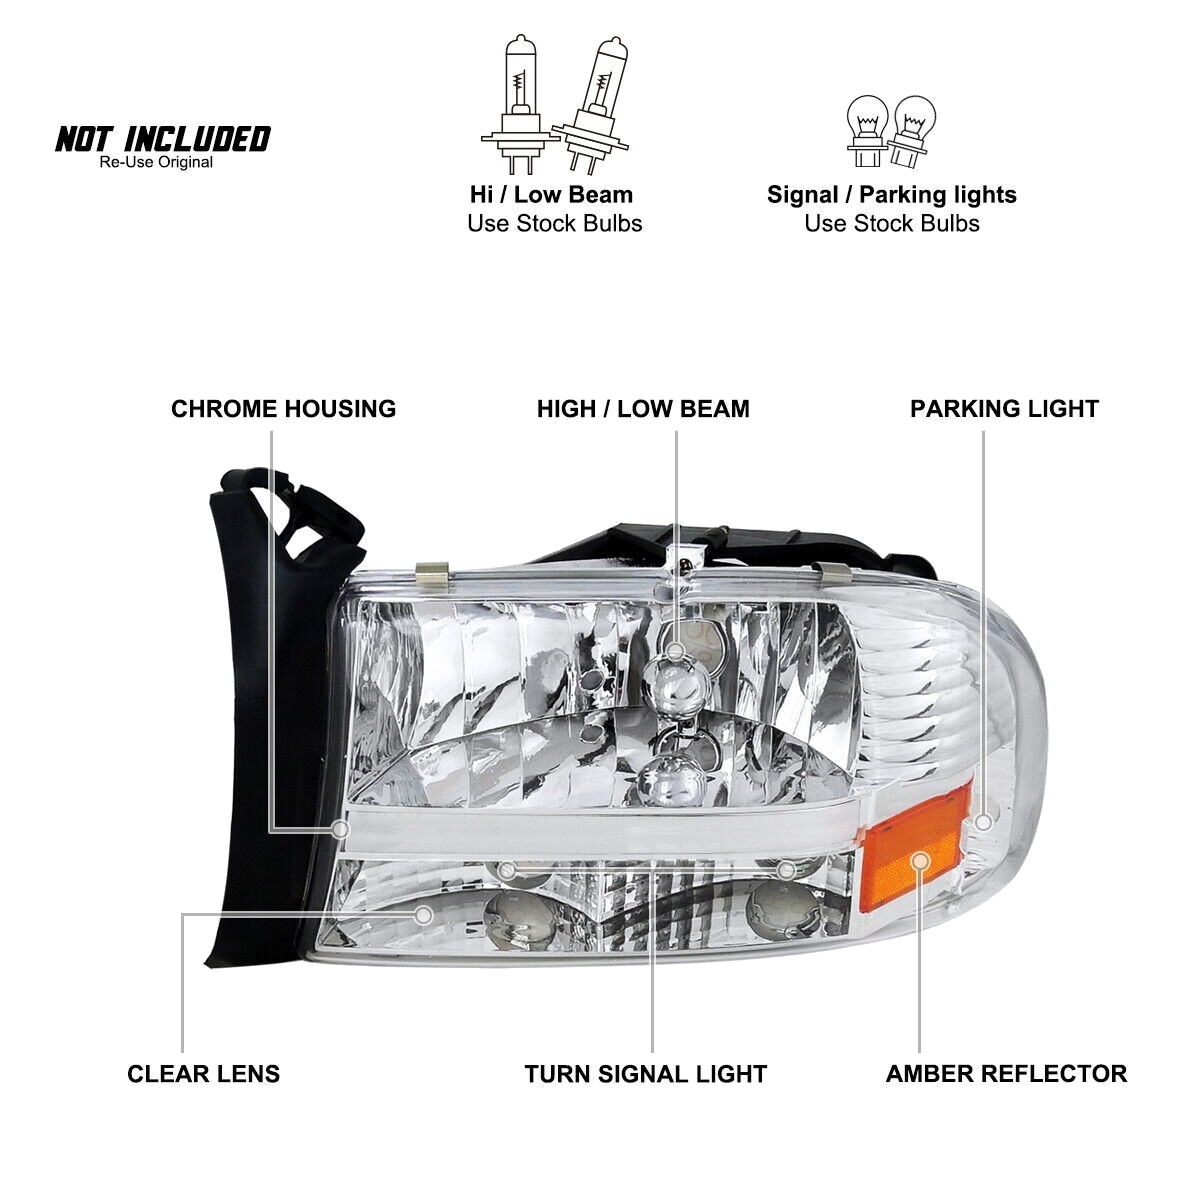 NOT INCLUDED
Re-Use Original
Hi / Low Beam
Use Stock Bulbs
Signal / Parking lights
Use Stock Bulbs
CHROME HOUSING
HIGH / LOW BEAM
PARKING LIGHT
CLEAR LENS
TURN SIGNAL LIGHT
AMBER REFLECTOR